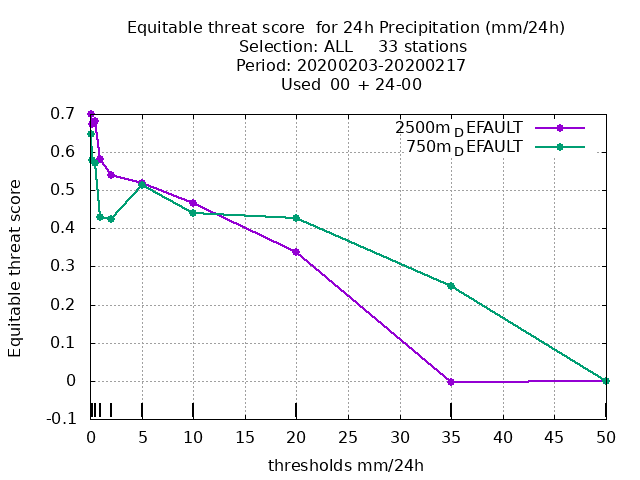 Equitable threat score  for 24h Precipitation (mm/24h)
Selection: ALL     33 stations
Period: 20200203-20200217
Used  00 + 24-00
2500m_DEFAULT
750m_DEFAULT
0.7
0.6
0.5
0.4
0.3
0.2
0.1
0
-0.1
Equitable threat score
0 5 10 15 20 25 30 35 40 45 50
thresholds mm/24h